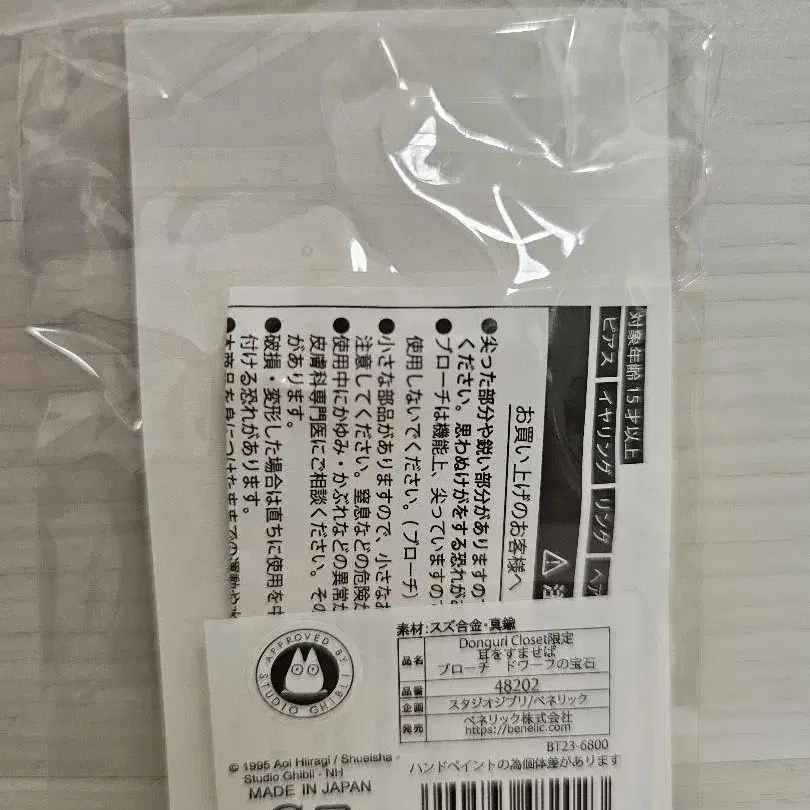 対象年齢 15 才以上
ピアス イヤリング リング ヘア
⚠
お買い上げのお客様へ
●尖った部分や鋭い部分がありますの
ください。思わぬけがをする恐れが
●ブローチは機能上、尖っていますの
使用しないでください。(ブローチ)
●小さな部品がありますので、小さなお
注意してください。窒息などの危険が
●使用中にかゆみ・かぶれなどの異常が
皮膚科専門医にご相談ください。その
があります。
●破損・変形した場合は直ちに使用を中
付ける恐れがあります。
素材:スズ合金・真鍮
品名 Donguri Closet限定
耳をすませば
ブローチ ドワーフの宝石
品番 48202
企画 スタジオジブリ/ベネリック
発売 ベネリック株式会社
https://benelic.com
BT23-6800
ハンドペイントの為個体差があります
APPROVED BY
STUDIO GHIBLI
© 1995 Aoi Hiiragi / Shueisha ·
Studio Ghibli · NH
MADE IN JAPAN